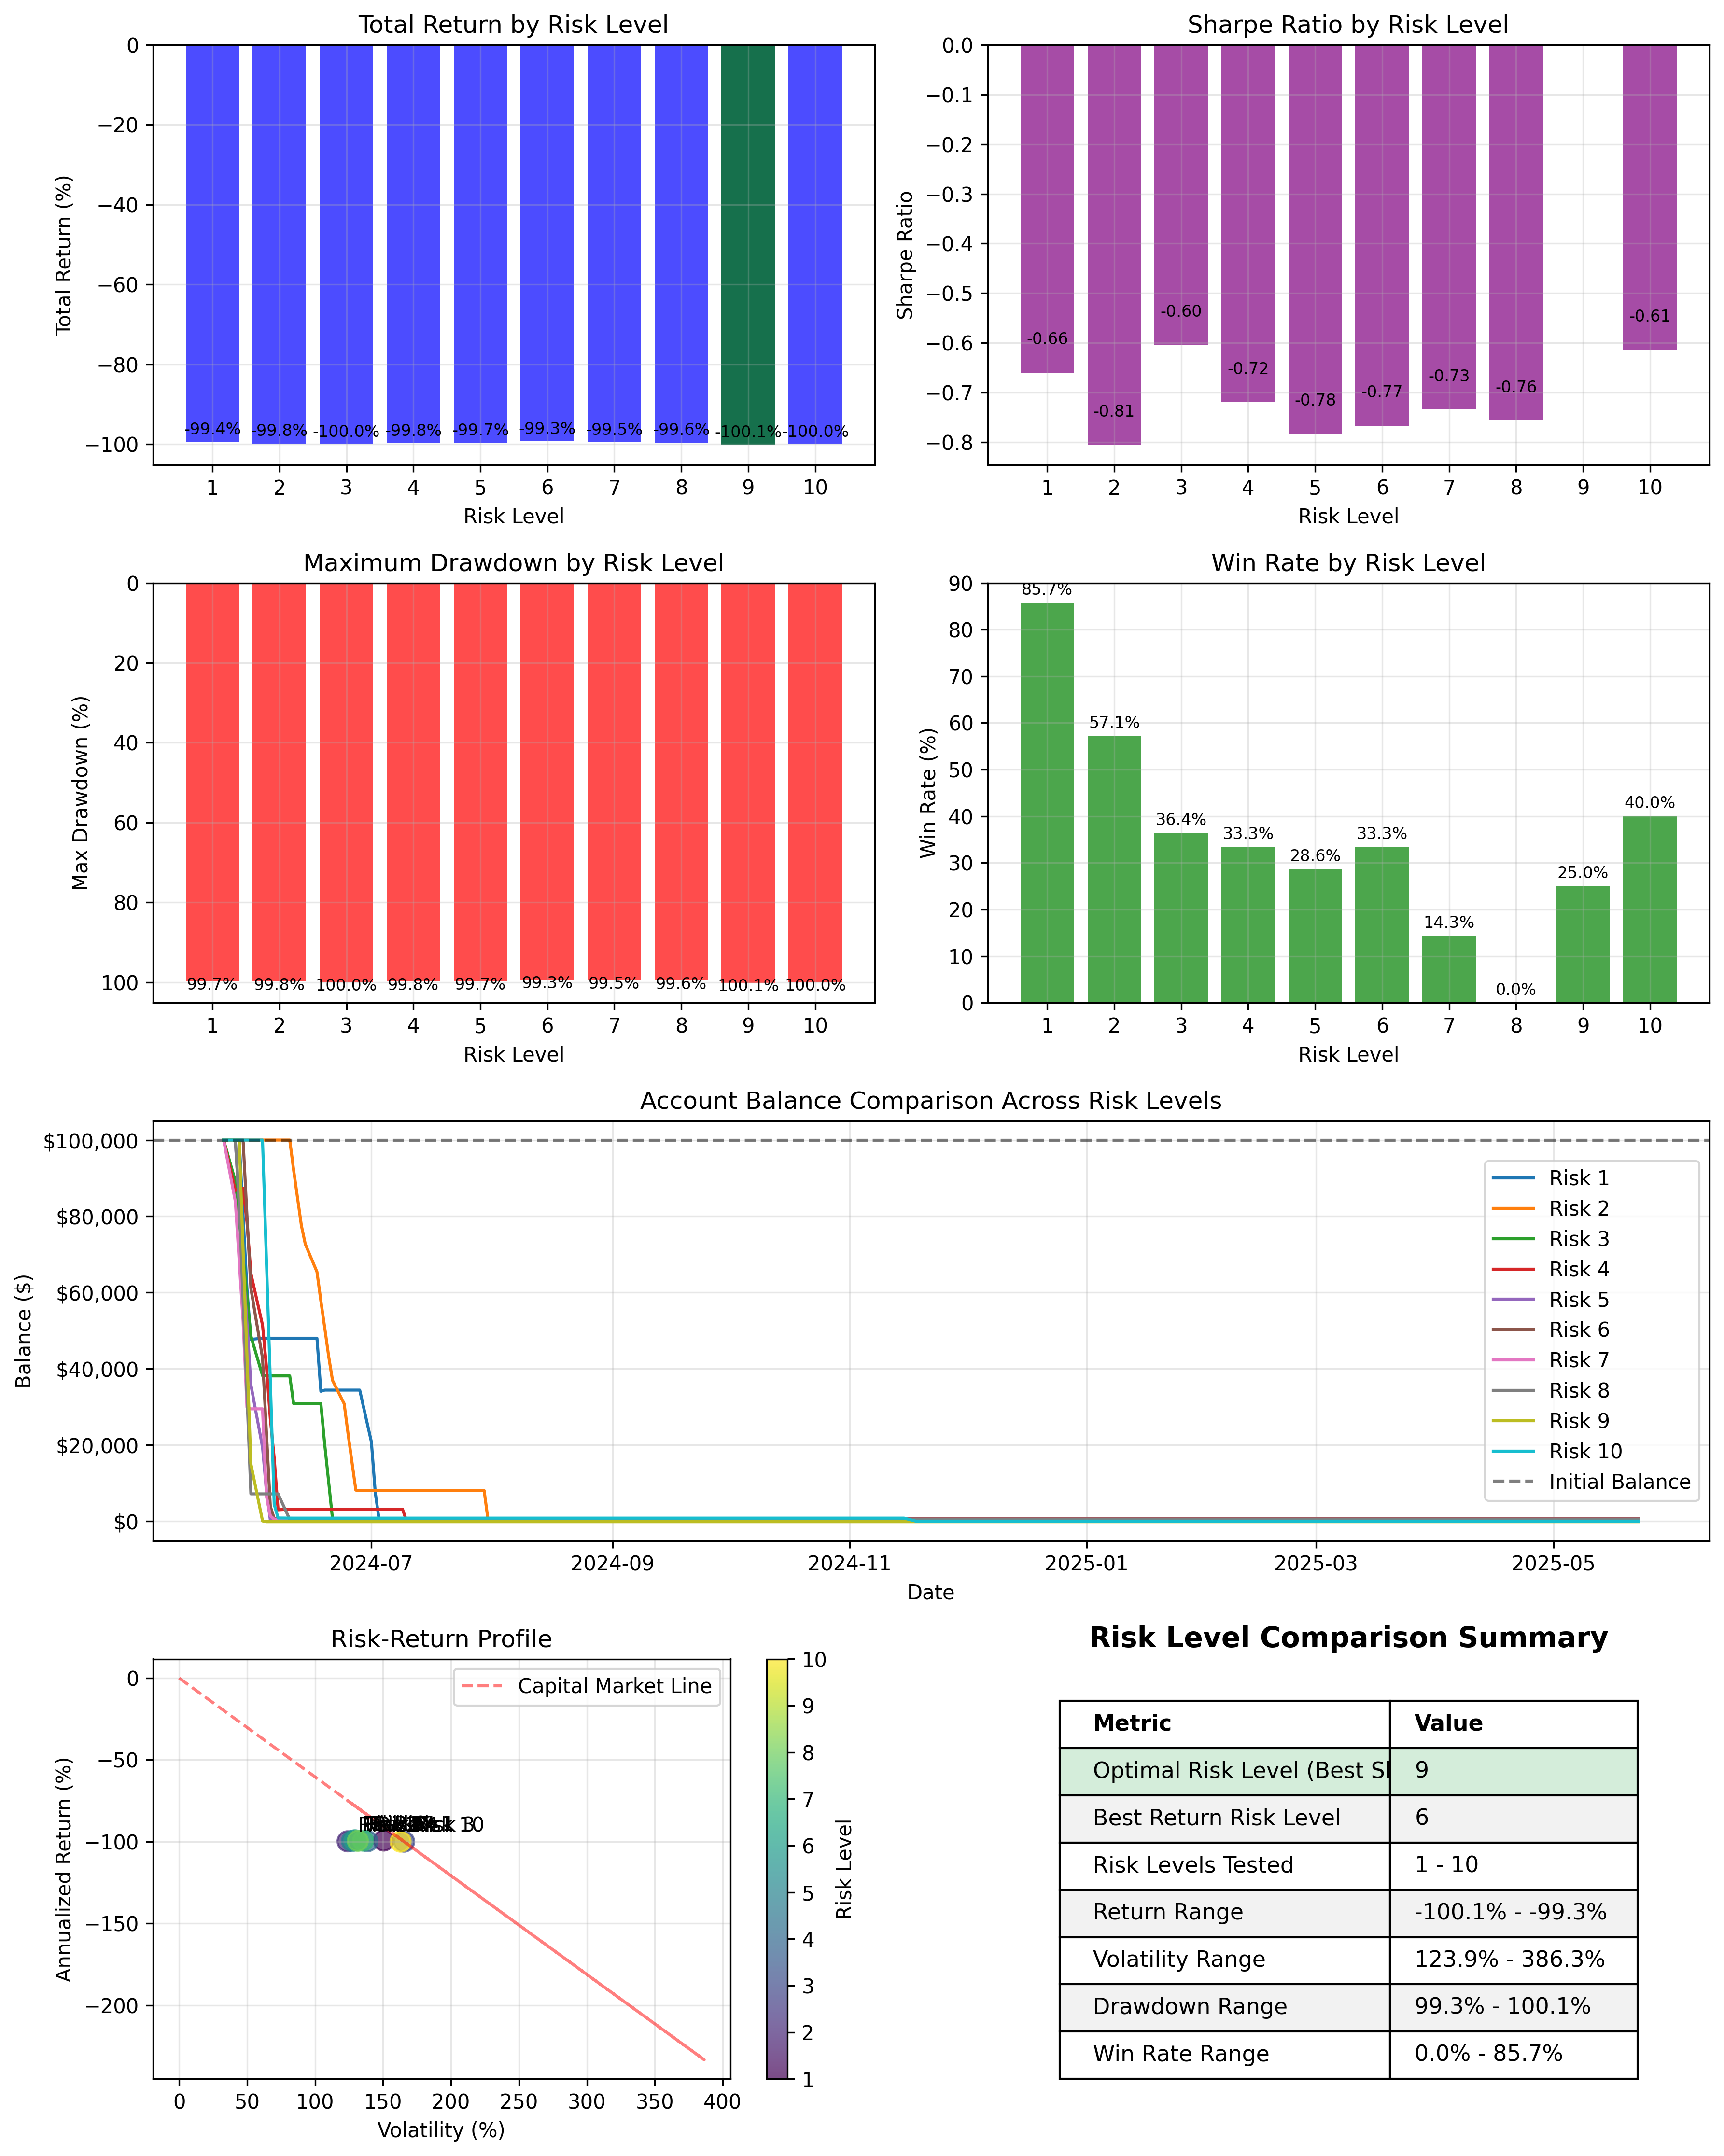 Total Return by Risk Level
Total Return (%)
0
−20
−40
−60
−80
−100
-99.4% -99.8% -100.0% -99.8% -99.7% -99.3% -99.5% -99.6% -100.1% -100.0%
1 2 3 4 5 6 7 8 9 10
Risk Level
Sharpe Ratio by Risk Level
Sharpe Ratio
0.0
−0.1
−0.2
−0.3
−0.4
−0.5
−0.6
−0.7
−0.8
-0.66 -0.81 -0.60 -0.72 -0.78 -0.77 -0.73 -0.76 -0.61
1 2 3 4 5 6 7 8 9 10
Risk Level
Maximum Drawdown by Risk Level
Max Drawdown (%)
0
20
40
60
80
100
99.7% 99.8% 100.0% 99.8% 99.7% 99.3% 99.5% 99.6% 100.1% 100.0%
1 2 3 4 5 6 7 8 9 10
Risk Level
Win Rate by Risk Level
Win Rate (%)
90
80
70
60
50
40
30
20
10
0
85.7% 57.1% 36.4% 33.3% 28.6% 33.3% 14.3% 0.0% 25.0% 40.0%
1 2 3 4 5 6 7 8 9 10
Risk Level
Account Balance Comparison Across Risk Levels
Balance ($)
$100,000
$80,000
$60,000
$40,000
$20,000
$0
Risk 1
Risk 2
Risk 3
Risk 4
Risk 5
Risk 6
Risk 7
Risk 8
Risk 9
Risk 10
Initial Balance
2024-07 2024-09 2024-11 2025-01 2025-03 2025-05
Date
Risk-Return Profile
Annualized Return (%)
0
−50
−100
−150
−200
Capital Market Line
10
0 50 100 150 200 250 300 350 400
Volatility (%)
10
9
8
7
6
5
4
3
2
1
Risk Level
Risk Level Comparison Summary
Metric Value
Optimal Risk Level (Best 9
Best Return Risk Level 6
Risk Levels Tested 1 - 10
Return Range -100.1% - -99.3%
Volatility Range 123.9% - 386.3%
Drawdown Range 99.3% - 100.1%
Win Rate Range 0.0% - 85.7%